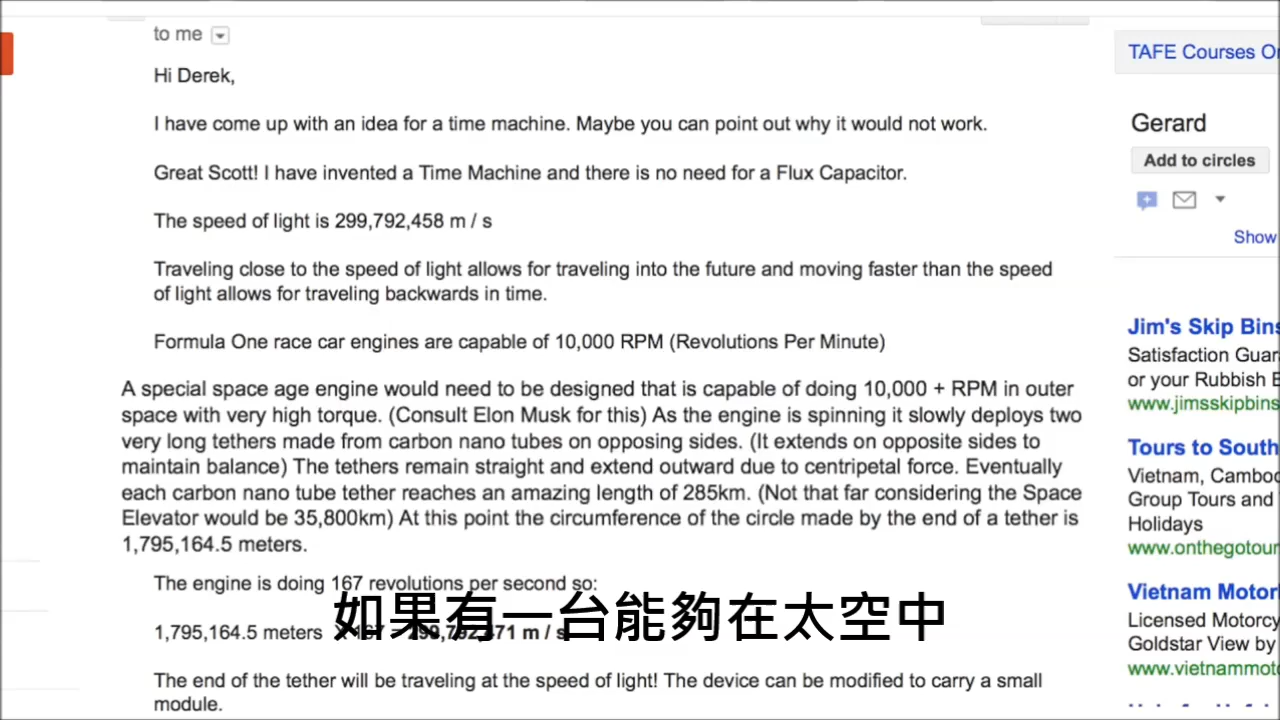 to me
Hi Derek,
I have come up with an idea for a time machine. Maybe you can point out why it would not work.
Great Scott! I have invented a Time Machine and there is no need for a Flux Capacitor.
The speed of light is 299,792,458 m / s
Traveling close to the speed of light allows for traveling into the future and moving faster than the speed
of light allows for traveling backwards in time.
Formula One race car engines are capable of 10,000 RPM (Revolutions Per Minute)
A special space age engine would need to be designed that is capable of doing 10,000 + RPM in outer
space with very high torque. (Consult Elon Musk for this) As the engine is spinning it slowly deploys two
very long tethers made from carbon nano tubes on opposing sides. (It extends on opposite sides to
maintain balance) The tethers remain straight and extend outward due to centripetal force. Eventually
each carbon nano tube tether reaches an amazing length of 285km. (Not that far considering the Space
Elevator would be 35,800km) At this point the circumference of the circle made by the end of a tether is
1,795,164.5 meters.
The engine is doing 167 revolutions per second so:
如果有一台能夠在太空中
1,795,164.5 meters
The end of the tether will be traveling at the speed of light! The device can be modified to carry a small
module.
TAFE Courses
Gerard
Add to circles
Show
Jim's Skip Bins
Satisfaction
or your Rubbish
www.jimsskipbins
Tours to South
Vietnam,
Group Tours and
Holidays
www.onthegotour
Vietnam
Licensed
Goldstar View by
www.vietnammot